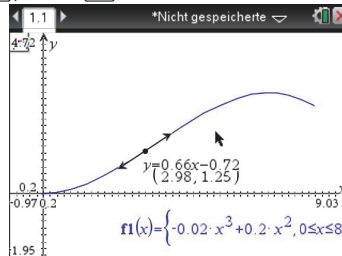 1.1 *Nicht gespeicherte
4.72 y
y=0.66x-0.72
(2.98, 1.25)
0.2
-0.97 0.2 9.03
f1(x)={-0.02·x³+0.2·x²,0≤x≤8
-1.95